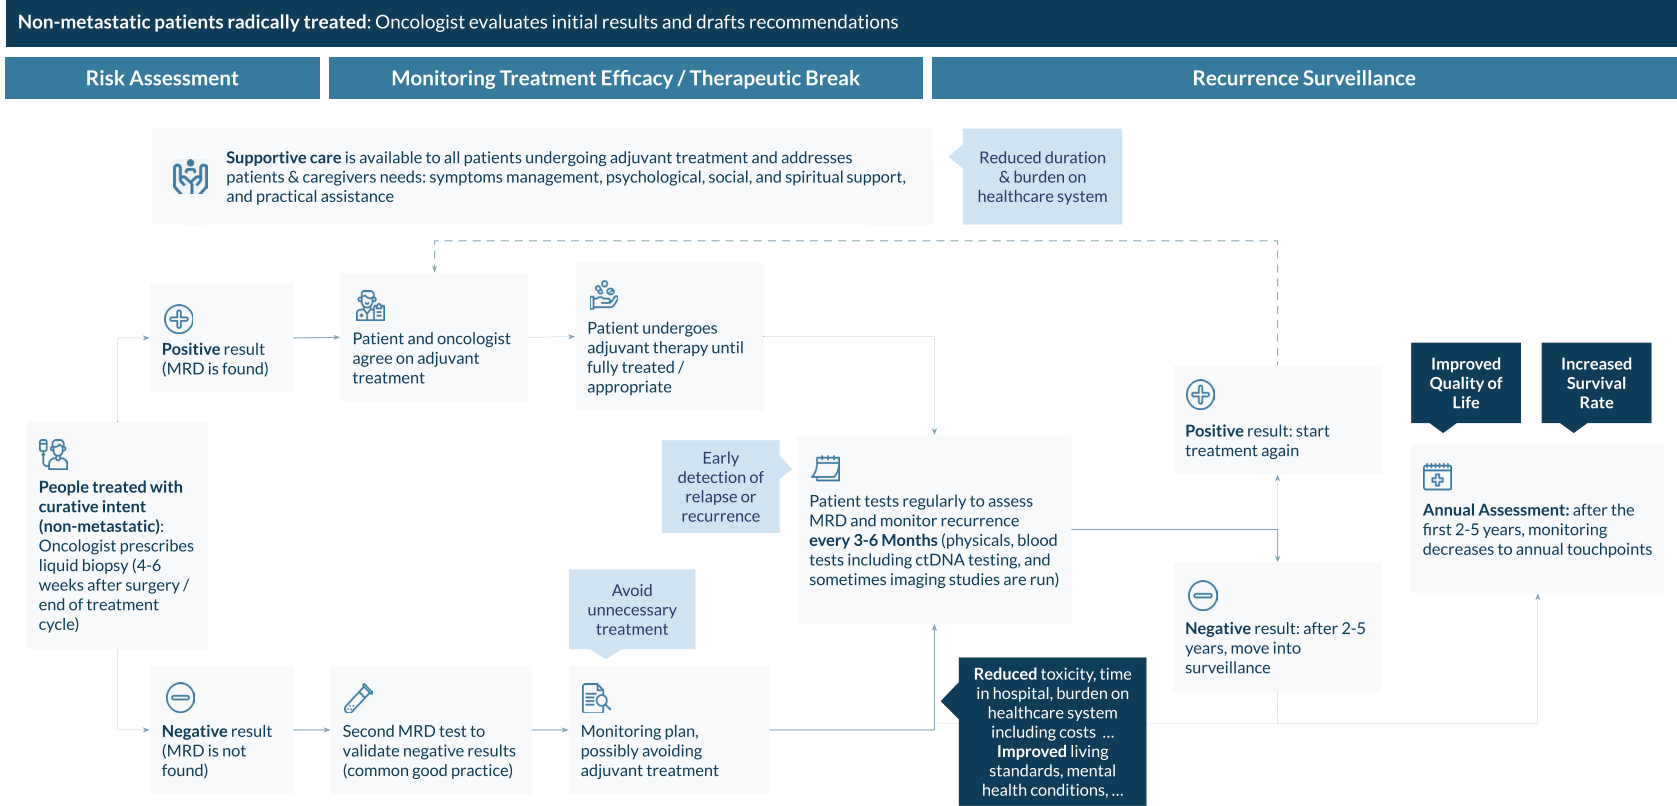 Non-metastatic patients radically treated: Oncologist evaluates initial results and drafts recommendations
Risk Assessment
Monitoring Treatment Efficacy / Therapeutic Break
Recurrence Surveillance
Supportive care is available to all patients undergoing adjuvant treatment and addresses
patients & caregivers needs: symptoms management, psychological, social, and spiritual support,
and practical assistance
Reduced duration
& burden on
healthcare system
People treated with
curative intent
(non-metastatic):
Oncologist prescribes
liquid biopsy (4-6
weeks after surgery /
end of treatment
cycle)
Positive result
(MRD is found)
Patient and oncologist
agree on adjuvant
treatment
Patient undergoes
adjuvant therapy until
fully treated /
appropriate
Negative result
(MRD is not
found)
Second MRD test to
validate negative results
(common good practice)
Avoid
unnecessary
treatment
Monitoring plan,
possibly avoiding
adjuvant treatment
Early
detection of
relapse or
recurrence
Patient tests regularly to assess
MRD and monitor recurrence
every 3-6 Months (physicals, blood
tests including ctDNA testing, and
sometimes imaging studies are run)
Reduced toxicity, time
in hospital, burden on
healthcare system
including costs ...
Improved living
standards, mental
health conditions, ...
Positive result: start
treatment again
Negative result: after 2-5
years, move into
surveillance
Improved
Quality of
Life
Increased
Survival
Rate
Annual Assessment: after the
first 2-5 years, monitoring
decreases to annual touchpoints